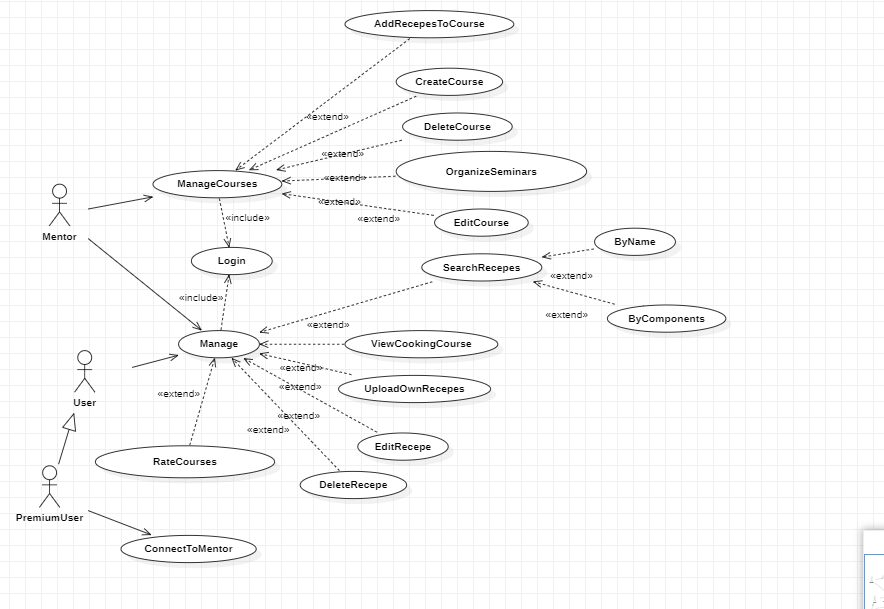 AddRecepesToCourse
CreateCourse
«extend»
DeleteCourse
«extend»
OrganizeSeminars
«extend»
ManageCourses
«extend»
«include»
«extend»
EditCourse
Mentor
ByName
Login
SearchRecepes
«extend»
«include»
«extend»
ByComponents
«extend»
Manage
ViewCookingCourse
«extend»
UploadOwnRecepes
«extend»
«extend»
User
«extend»
«extend»
EditRecepe
RateCourses
DeleteRecepe
PremiumUser
ConnectToMentor